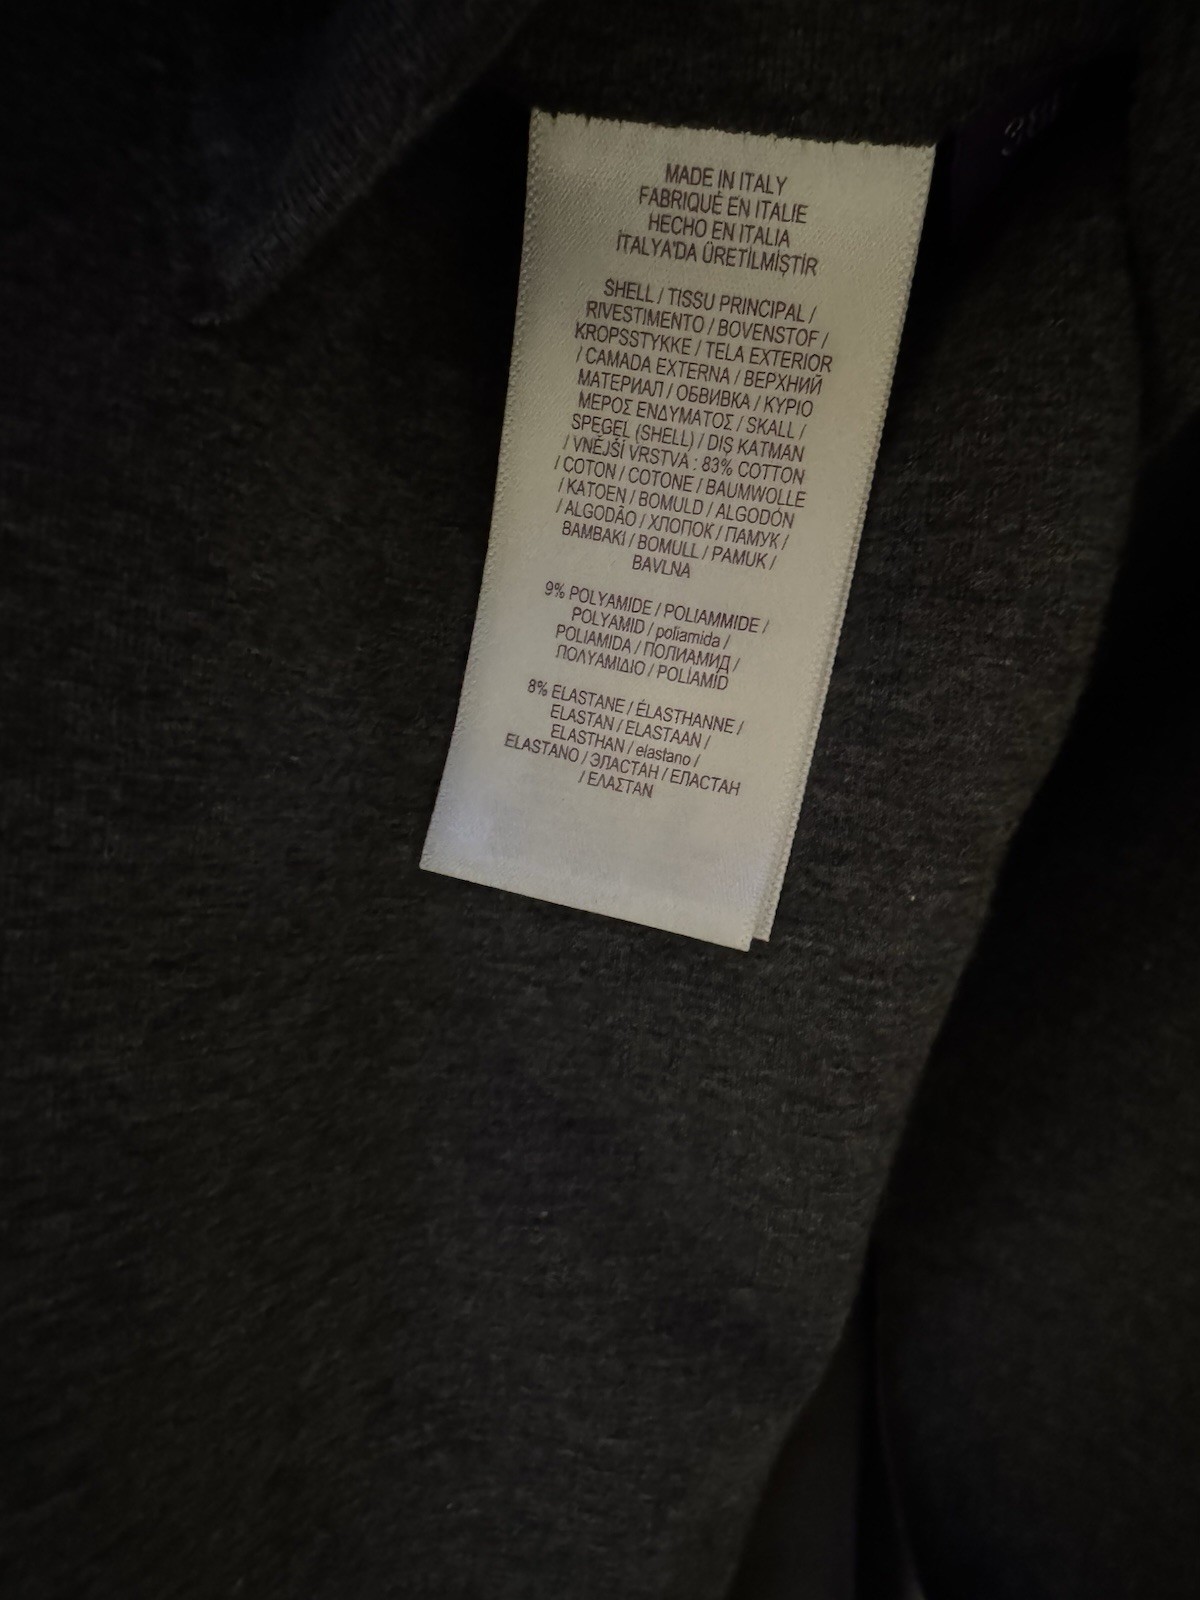 MADE IN ITALY
FABRIQUÉ EN ITALIE
HECHO EN ITALIA
İTALYA'DA ÜRETİLMİŞTİR
SHELL / TISSU PRINCIPAL /
RIVESTIMENTO / BOVENSTOF /
KROPSSTYKKE / TELA EXTERIOR
/ CAMADA EXTERNA / ВЕРХНИЙ
МАТЕРИАЛ / ОБВИВКА / ΚΥΡΙΟ
ΜΕΡΟΣ ΕΝΔΥΜΑΤΟΣ / SKALL /
SPEGEL (SHELL) / DIŞ KATMAN
/ VNĚJŠÍ VRSTVA : 83% COTTON
/ COTON / COTONE / BAUMWOLLE
/ KATOEN / BOMULD / ALGODÓN
/ ALGODÃO / ХЛОПОК / ПАМУК /
BAMBAKI / BOMULL / PAMUK /
BAVLNA
9% POLYAMIDE / POLIAMMIDE /
POLYAMID / poliamida /
POLIAMIDA / ПОЛИАМИД /
ΠΟΛΥΑΜΙΔΙΟ / POLİAMİD
8% ELASTANE / ÉLASTHANNE /
ELASTAN / ELASTAAN /
ELASTHAN / elastano /
ELASTANO / ЭЛАСТАН / ЕЛАСТАН
/ ΕΛΑΣΤΑΝ